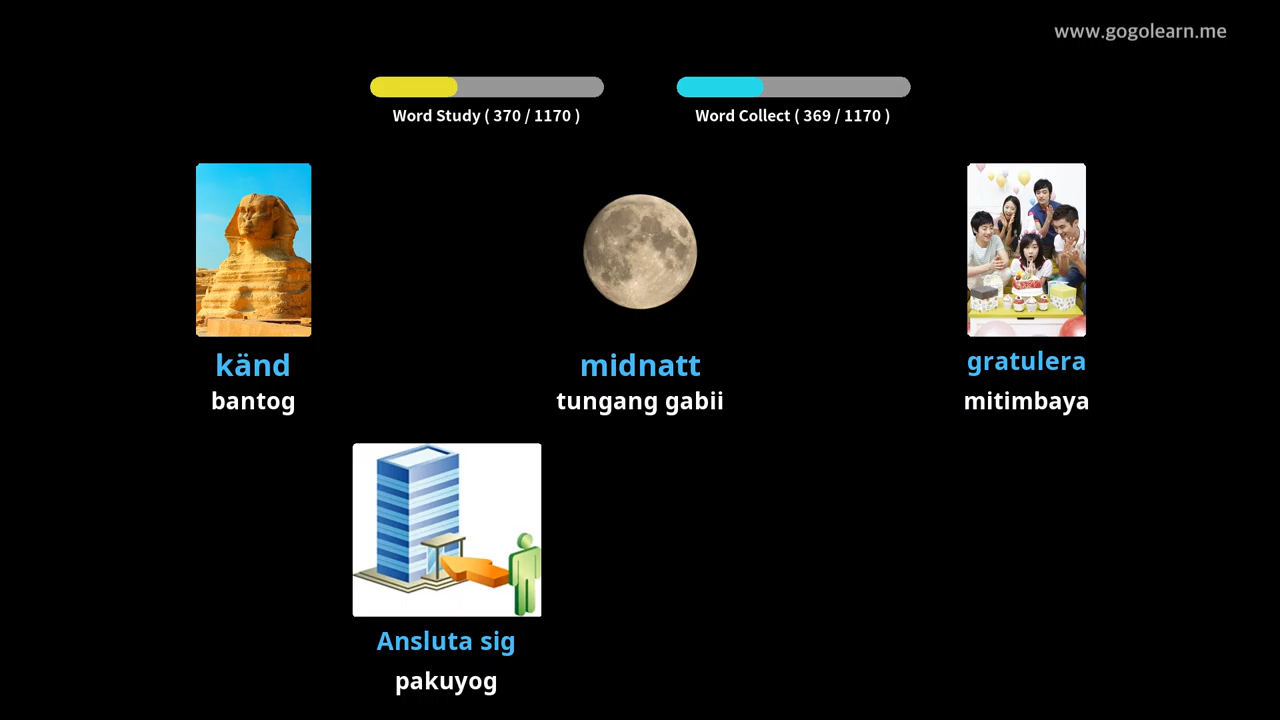 www.gogolearn.me
Word Study ( 370 / 1170 )
Word Collect ( 369 / 1170 )
känd
bantog
midnatt
tungang gabii
gratulera
mitimbaya
Ansluta sig
pakuyog